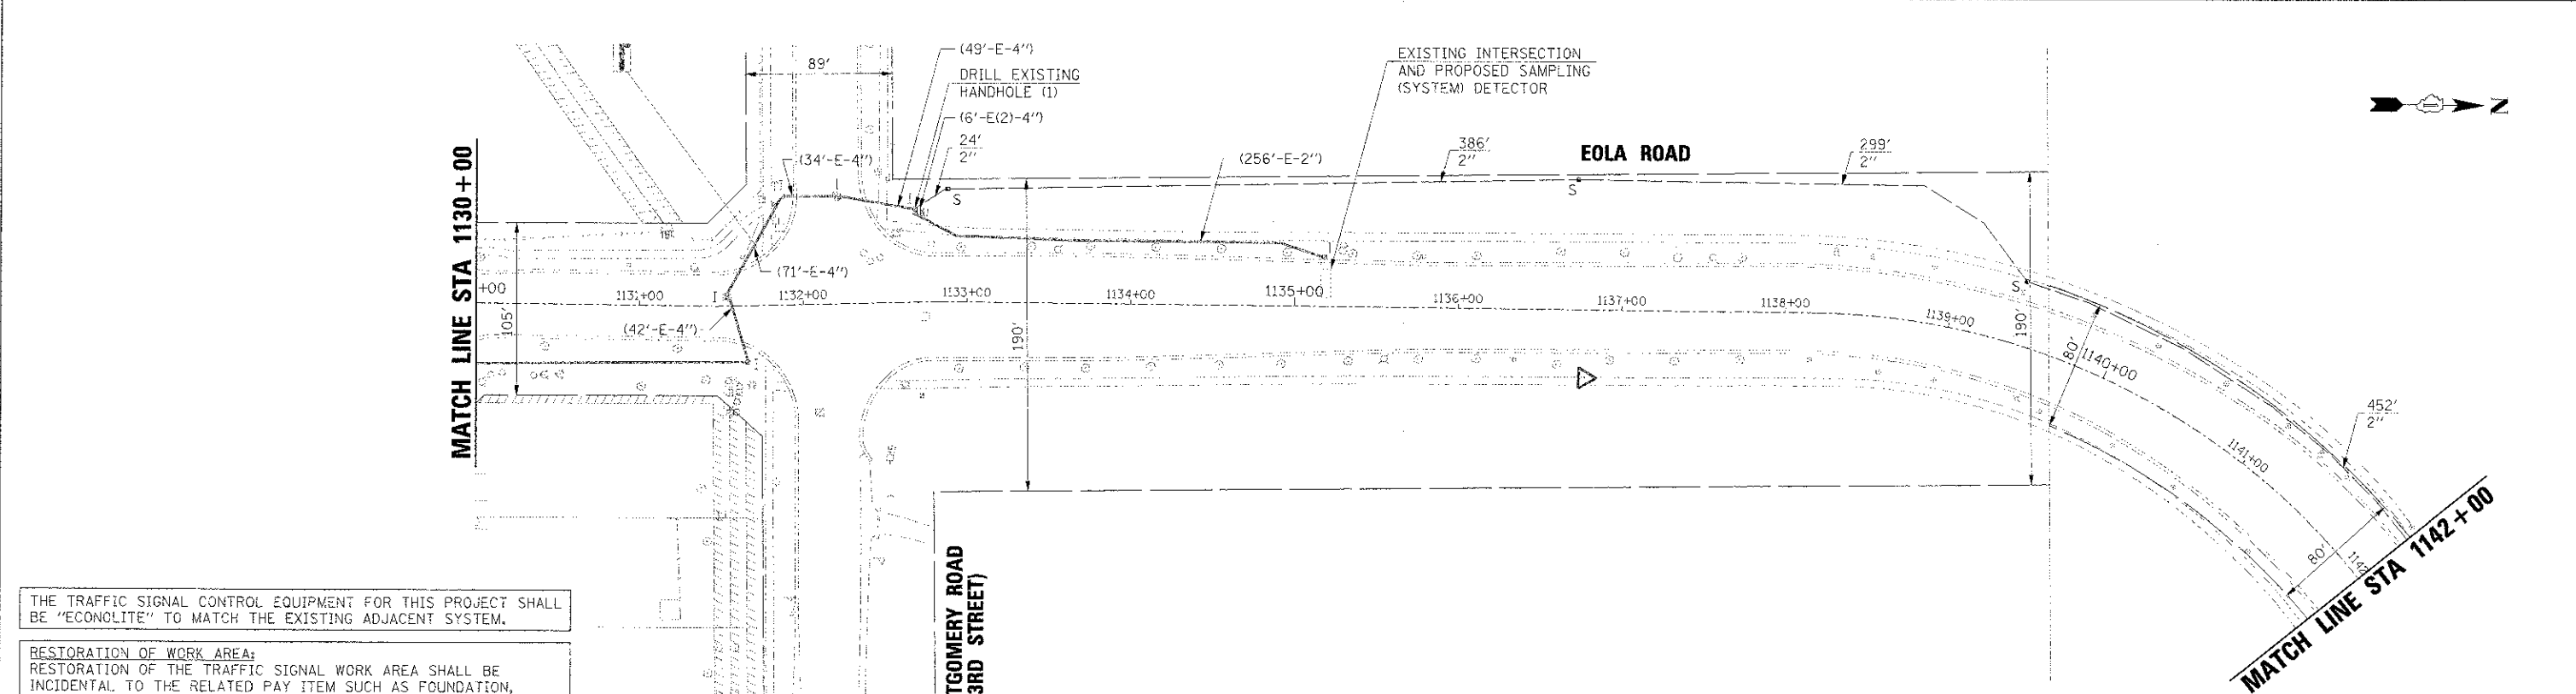 89'
(49'-E-4")
DRILL EXISTING
HANDHOLE (1)
(6'-E(2)-4")
24'
2"
(34'-E-4")
(256'-E-2")
EXISTING INTERSECTION
AND PROPOSED SAMPLING
(SYSTEM) DETECTOR
386'
2"
EOLA ROAD
299'
2"
N
S
S
S
MATCH LINE STA 1130+00
105'
(71'-E-4")
(42'-E-4")
+00
1131+00
1132+00
1133+00
1134+00
1135+00
1136+00
1137+00
1138+00
1139+00
1140+00
1141+00
1142
190'
190'
80'
80'
452'
2"
MATCH LINE STA 1142+00
TGOMERY ROAD
3RD STREET)
THE TRAFFIC SIGNAL CONTROL EQUIPMENT FOR THIS PROJECT SHALL
BE "ECONOLITE" TO MATCH THE EXISTING ADJACENT SYSTEM.
RESTORATION OF WORK AREA:
RESTORATION OF THE TRAFFIC SIGNAL WORK AREA SHALL BE
INCIDENTAL TO THE RELATED PAY ITEM SUCH AS FOUNDATION,